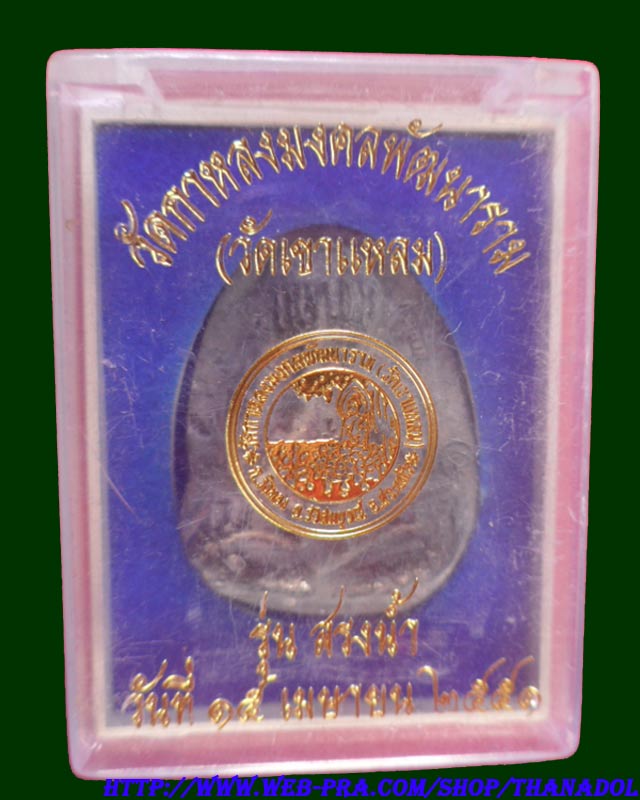 วัดกาหลงมงคลพัฒนาราม
(วัดเขาแหลม)
รุ่น สรงน้ำ
วันที่ ๑๕ เมษายน ๒๕๕๑
HTTP://WWW.WEB-PRA.COM/SHOP/THANADOL